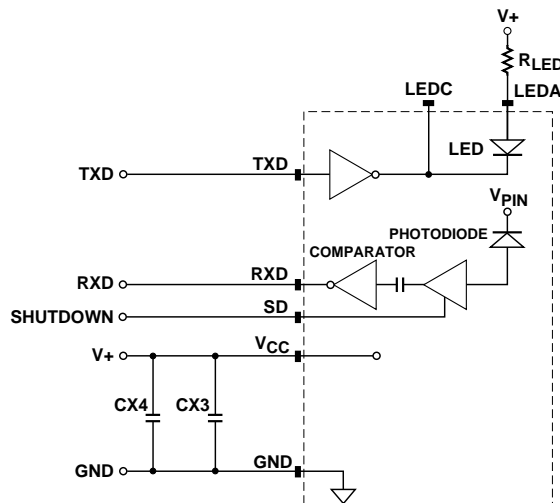 V+
RLED
LEDC
LEDA
LED
TXD
TXD
VPIN
PHOTODIODE
COMPARATOR
RXD
RXD
SD
SHUTDOWN
VCC
V+
CX4
CX3
GND
GND